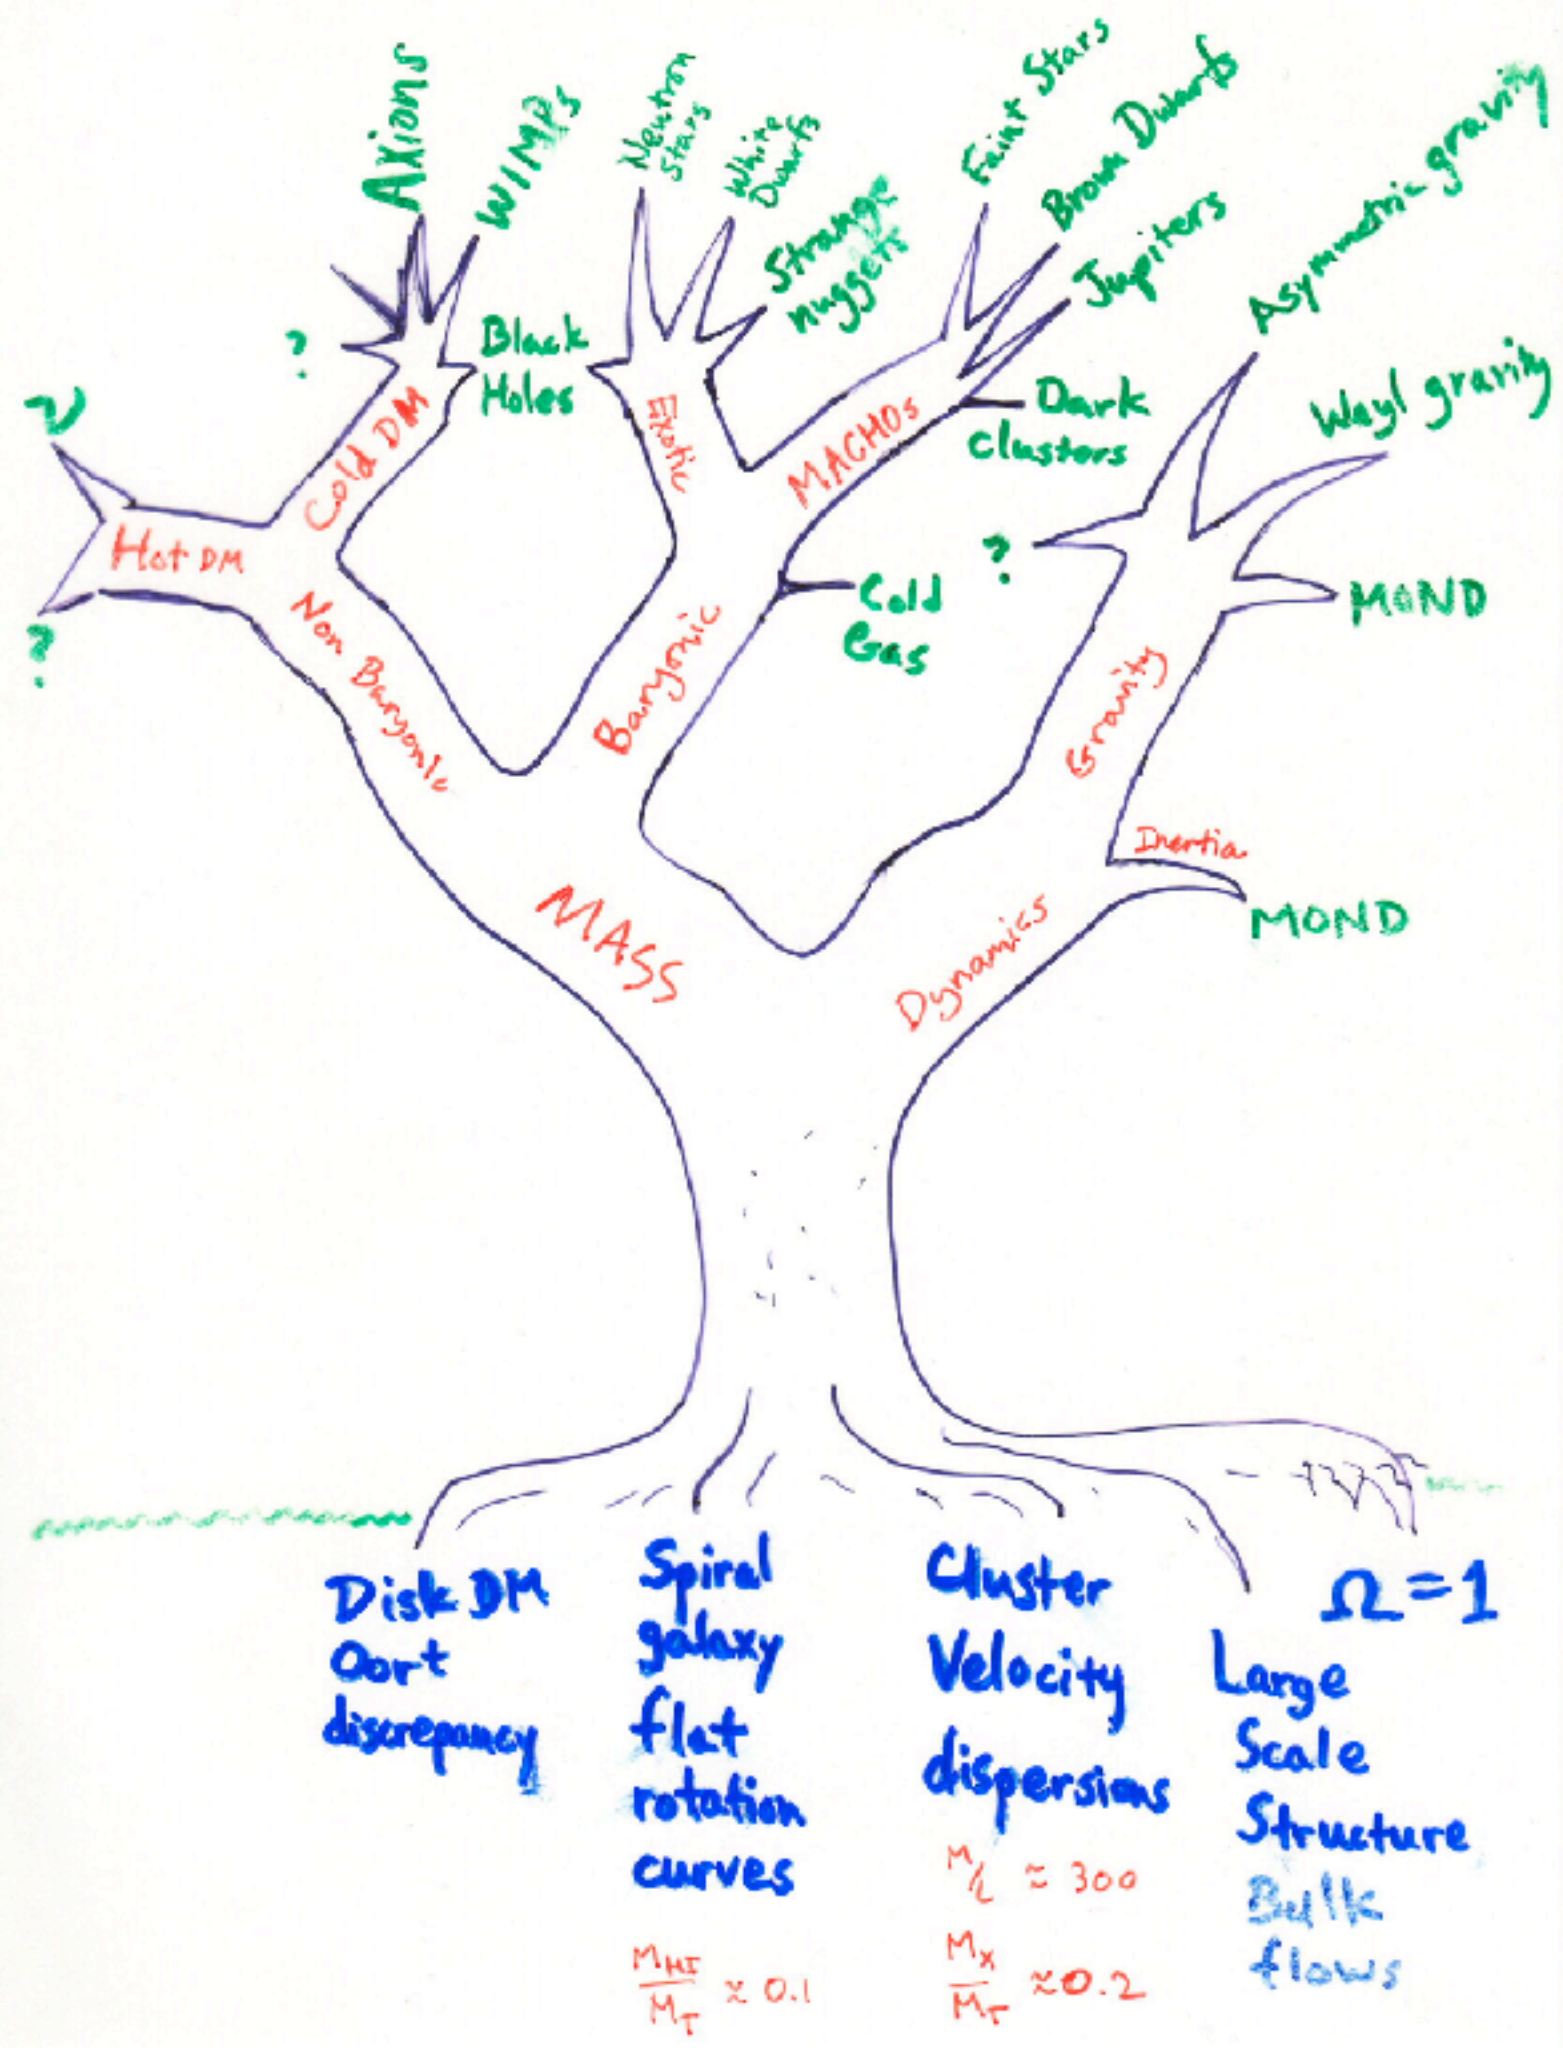 Axions
WIMPs
Neutron
Stars
White
Dwarfs
Strange
nuggets
Faint Stars
Brown Dwarfs
Jupiters
Asymmetric gravity
Weyl gravity
?
Black
Holes
Dark
Clusters
ν
Cold DM
Exotic
MACHOs
Hot DM
?
?
Cold
Gas
MOND
Non Baryonic
Baryonic
Gravity
Inertia
MOND
MASS
Dynamics
Disk DM
Oort
discrepancy
Spiral
galaxy
flat
rotation
curves
M_HI/M_T ≈ 0.1
Cluster
Velocity
dispersions
M/L ≈ 300
M_X/M_T ≈ 0.2
Ω = 1
Large
Scale
Structure
Bulk
flows